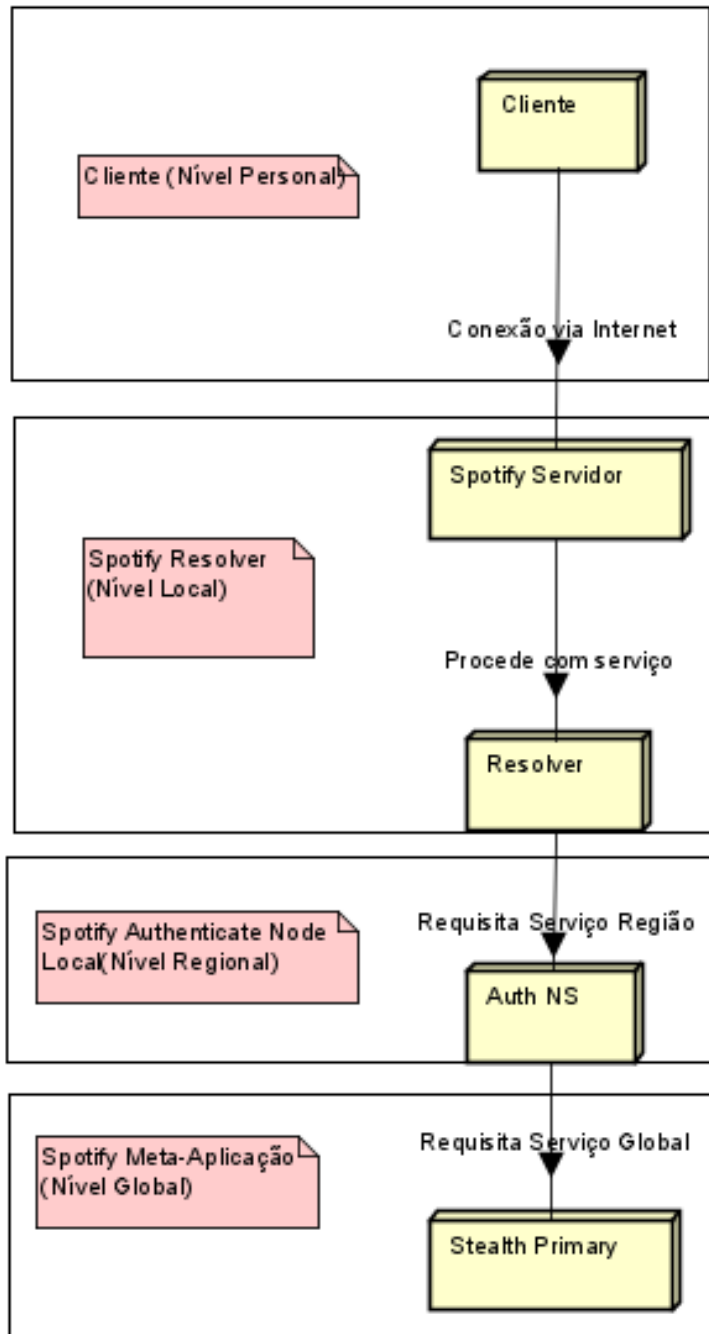 Cliente
Cliente (Nível Personal)
Conexão via Internet
Spotify Servidor
Spotify Resolver
(Nível Local)
Procede com serviço
Resolver
Requisita Serviço Região
Spotify Authenticate Node
Local(Nível Regional)
Auth NS
Requisita Serviço Global
Spotify Meta-Aplicação
(Nível Global)
Stealth Primary